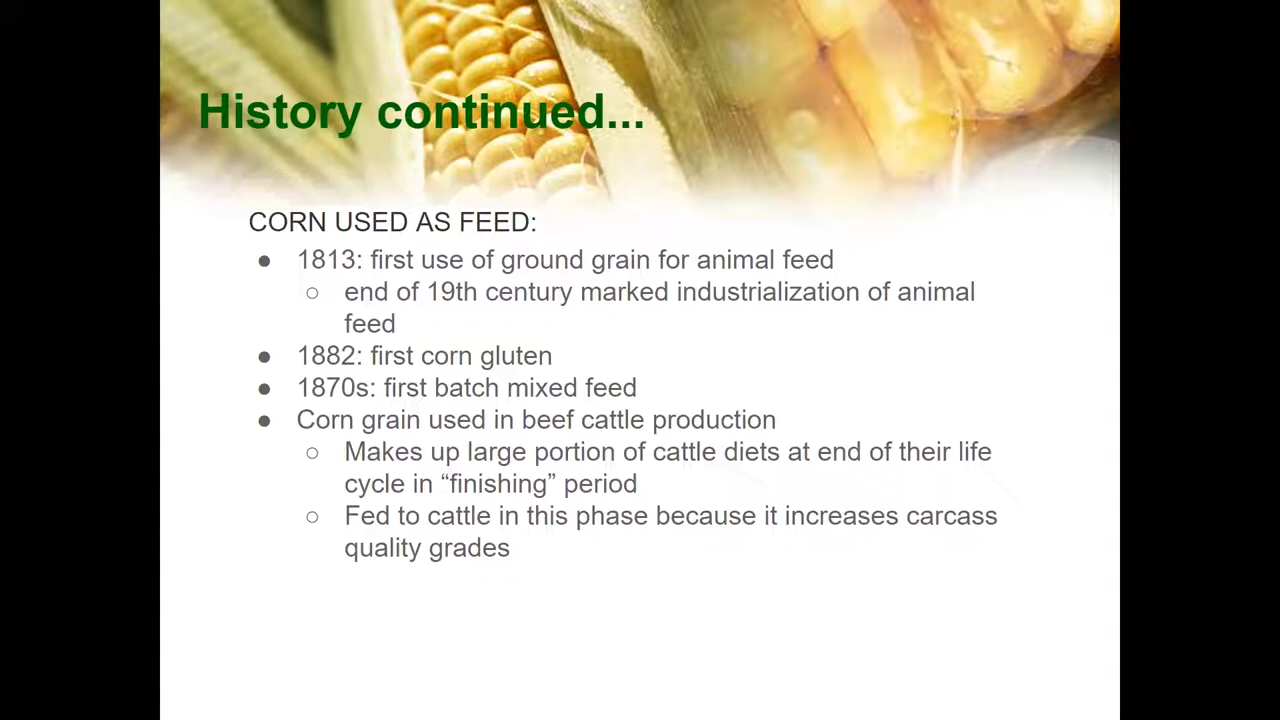 History continued...
CORN USED AS FEED:
● 1813: first use of ground grain for animal feed
○ end of 19th century marked industrialization of animal
feed
● 1882: first corn gluten
● 1870s: first batch mixed feed
● Corn grain used in beef cattle production
○ Makes up large portion of cattle diets at end of their life
cycle in “finishing” period
○ Fed to cattle in this phase because it increases carcass
quality grades